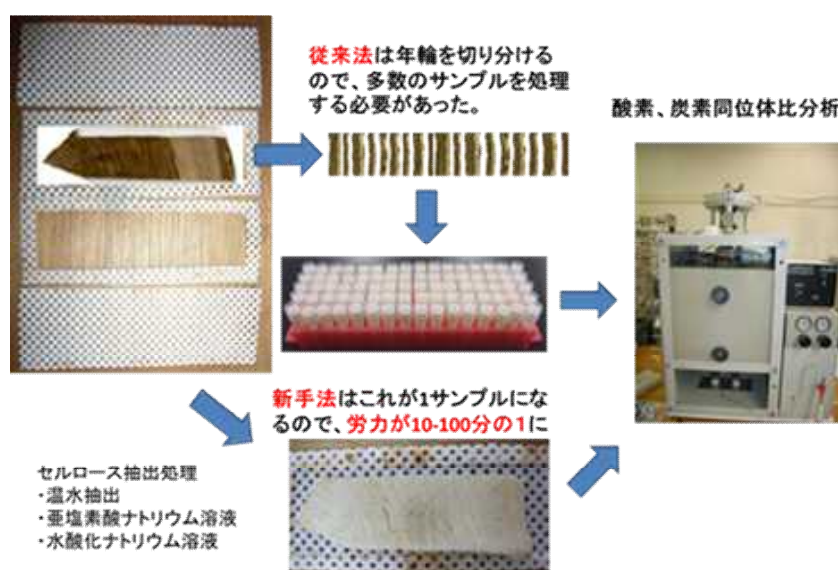 従来法は年輪を切り分ける
ので、多数のサンプルを処理
する必要があった。
酸素、炭素同位体比分析
新手法はこれが1サンプルにな
るので、労力が10-100分の1に
セルロース抽出処理
・温水抽出
・亜塩素酸ナトリウム溶液
・水酸化ナトリウム溶液